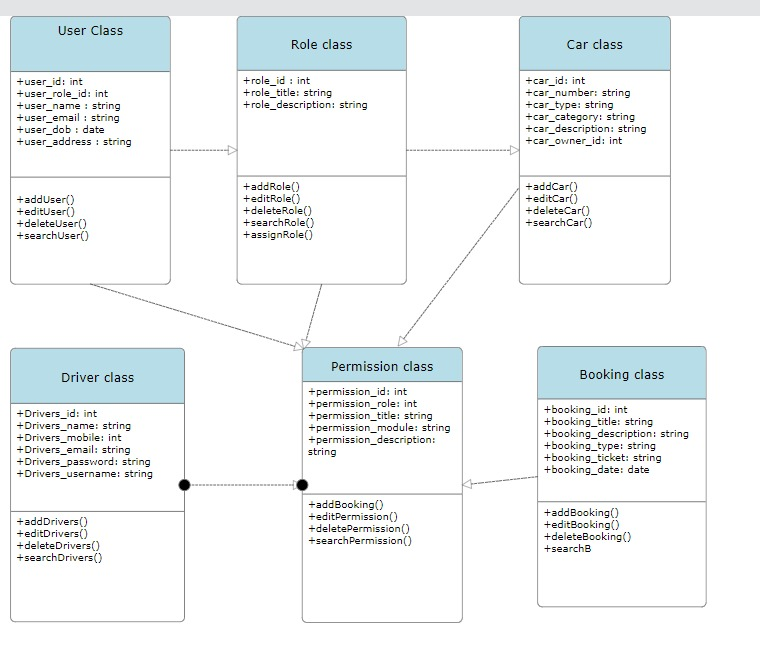 User Class
+user_id: int
+user_role_id: int
+user_name : string
+user_email : string
+user_dob : date
+user_address : string
+addUser()
+editUser()
+deleteUser()
+searchUser()
Role class
+role_id : int
+role_title: string
+role_description: string
+addRole()
+editRole()
+deleteRole()
+searchRole()
+assignRole()
Car class
+car_id: int
+car_number: string
+car_type: string
+car_category: string
+car_description: string
+car_owner_id: int
+addCar()
+editCar()
+deleteCar()
+searchCar()
Driver class
+Drivers_id: int
+Drivers_name: string
+Drivers_mobile: int
+Drivers_email: string
+Drivers_password: string
+Drivers_username: string
+addDrivers()
+editDrivers()
+deleteDrivers()
+searchDrivers()
Permission class
+permission_id: int
+permission_role: int
+permission_title: string
+permission_module: string
+permission_description:
string
+addBooking()
+editPermission()
+deletePermission()
+searchPermission()
Booking class
+booking_id: int
+booking_title: string
+booking_description: string
+booking_type: string
+booking_ticket: string
+booking_date: date
+addBooking()
+editBooking()
+deleteBooking()
+searchB